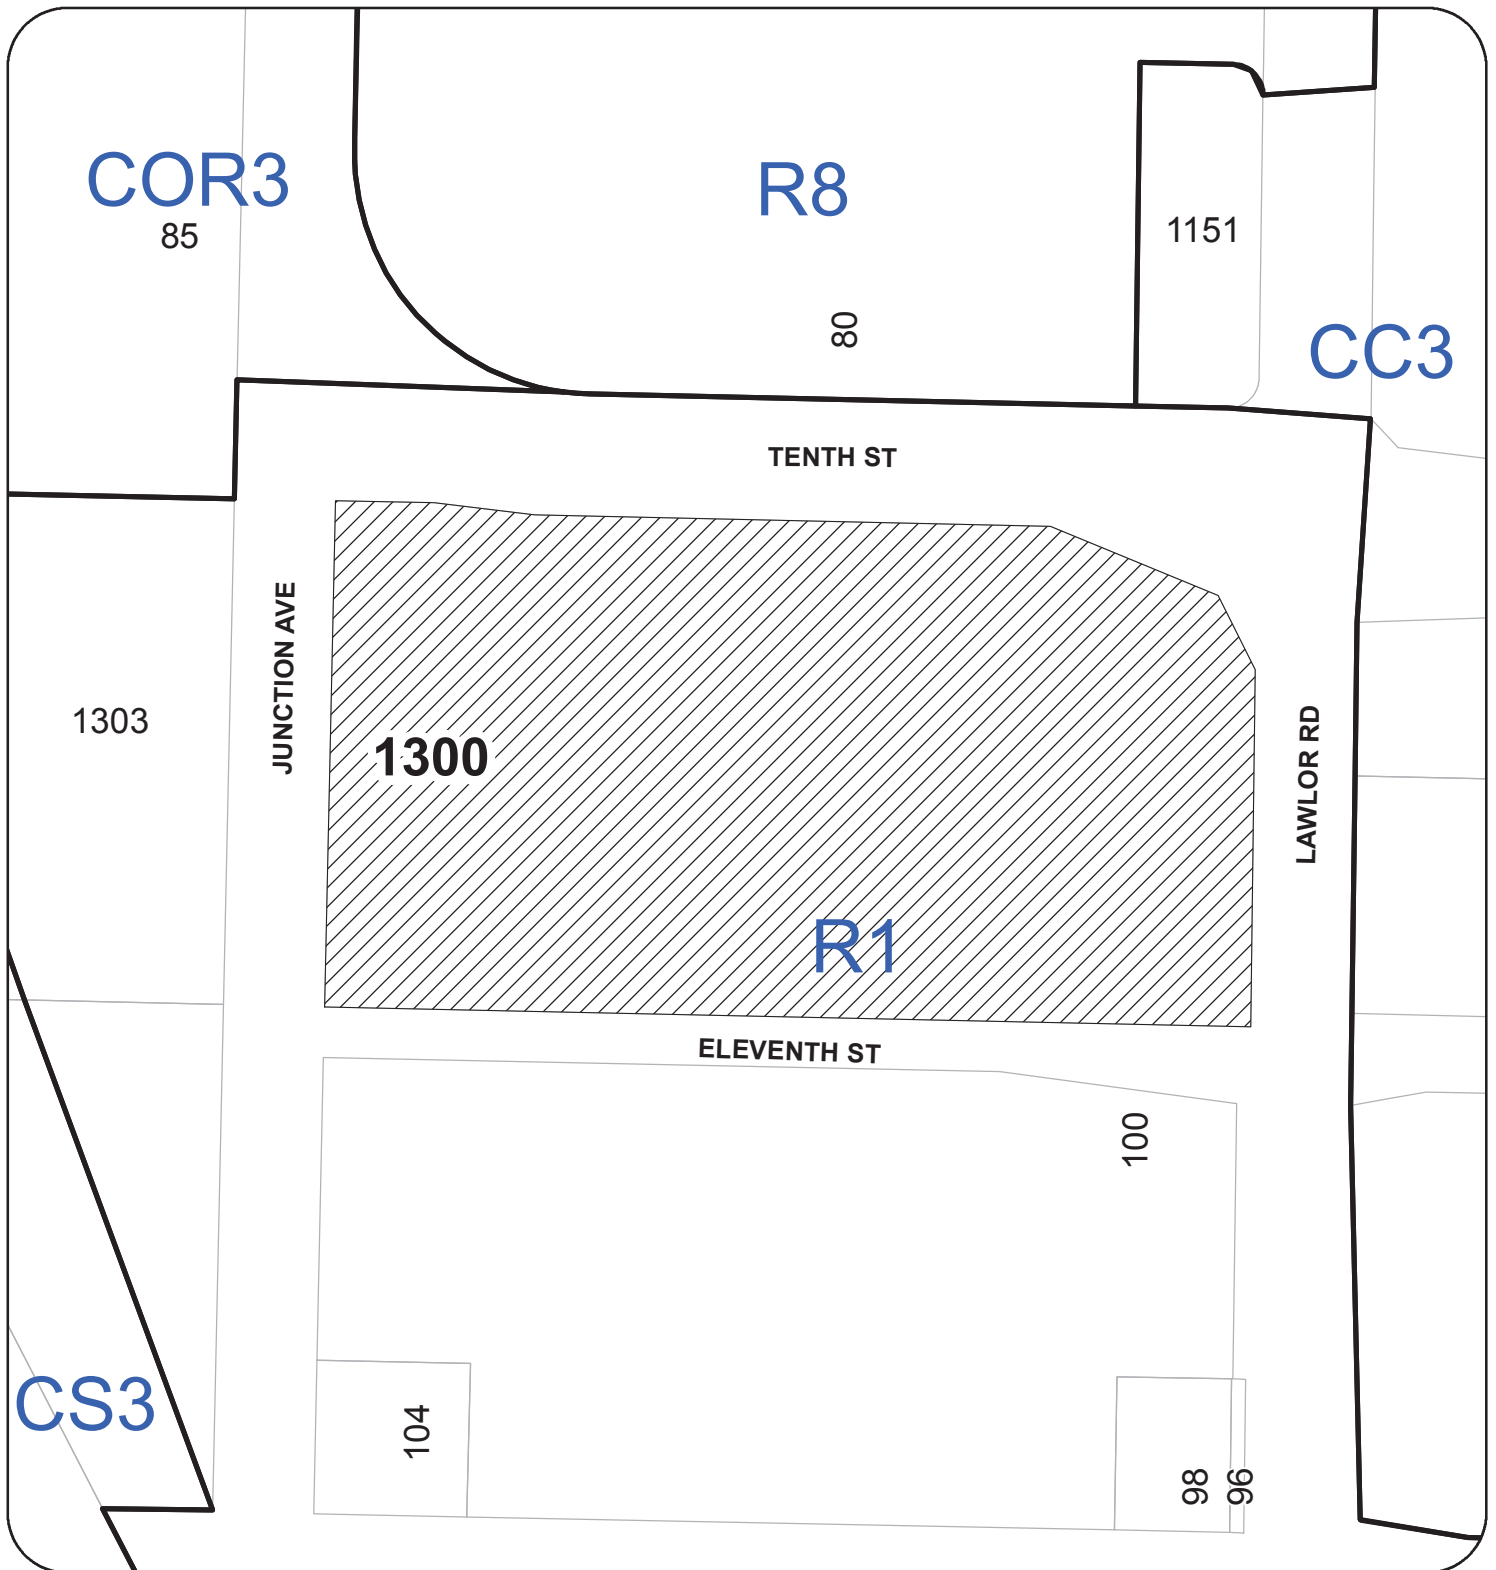 COR3
85
R8
1151
80
CC3
TENTH ST
JUNCTION AVE
1303
1300
LAWLOR RD
R1
ELEVENTH ST
100
CS3
104
98
96